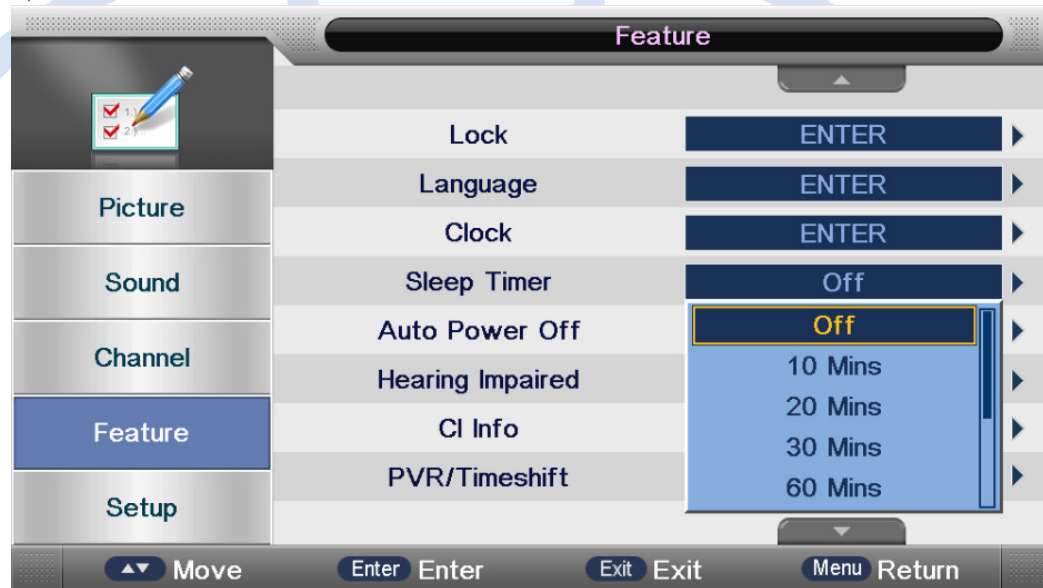 Feature
1.)
2.)
Picture
Sound
Channel
Feature
Setup
Lock ENTER
Language ENTER
Clock ENTER
Sleep Timer Off
Auto Power Off
Hearing Impaired
CI Info
PVR/Timeshift
Off
10 Mins
20 Mins
30 Mins
60 Mins
Move Enter Enter Exit Exit Menu Return